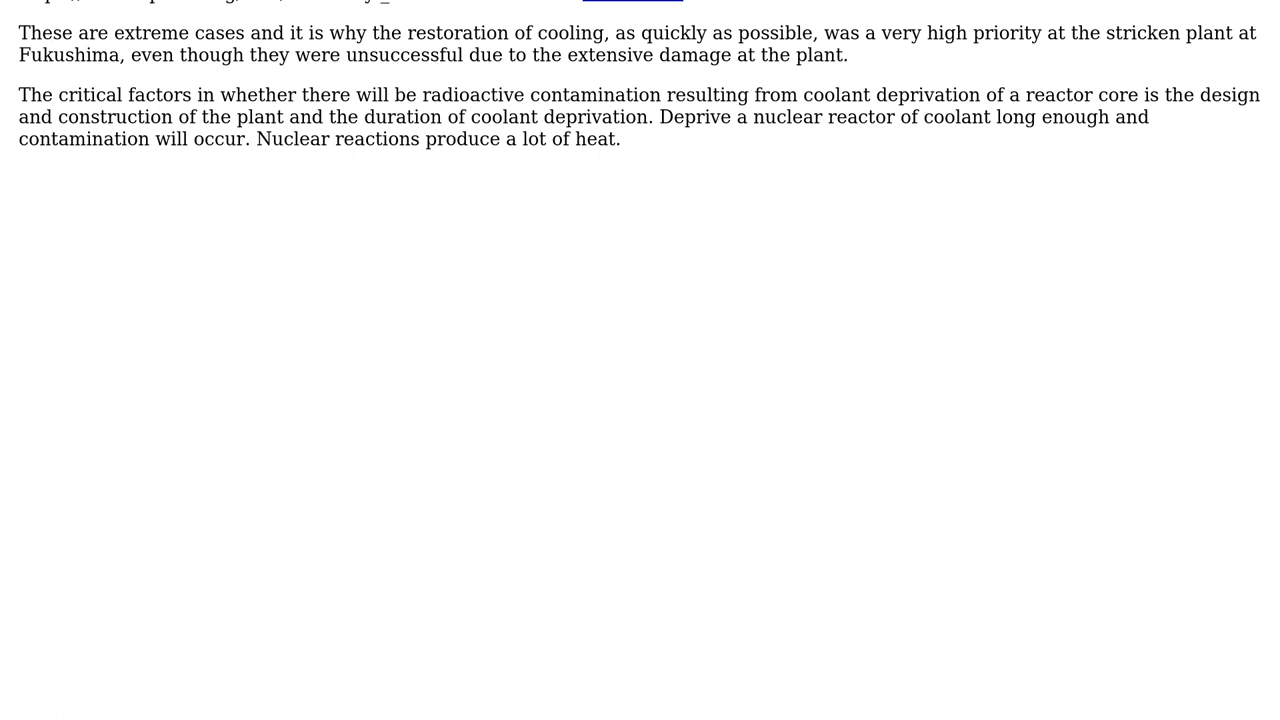 These are extreme cases and it is why the restoration of cooling, as quickly as possible, was a very high priority at the stricken plant at
Fukushima, even though they were unsuccessful due to the extensive damage at the plant.
The critical factors in whether there will be radioactive contamination resulting from coolant deprivation of a reactor core is the design
and construction of the plant and the duration of coolant deprivation. Deprive a nuclear reactor of coolant long enough and
contamination will occur. Nuclear reactions produce a lot of heat.